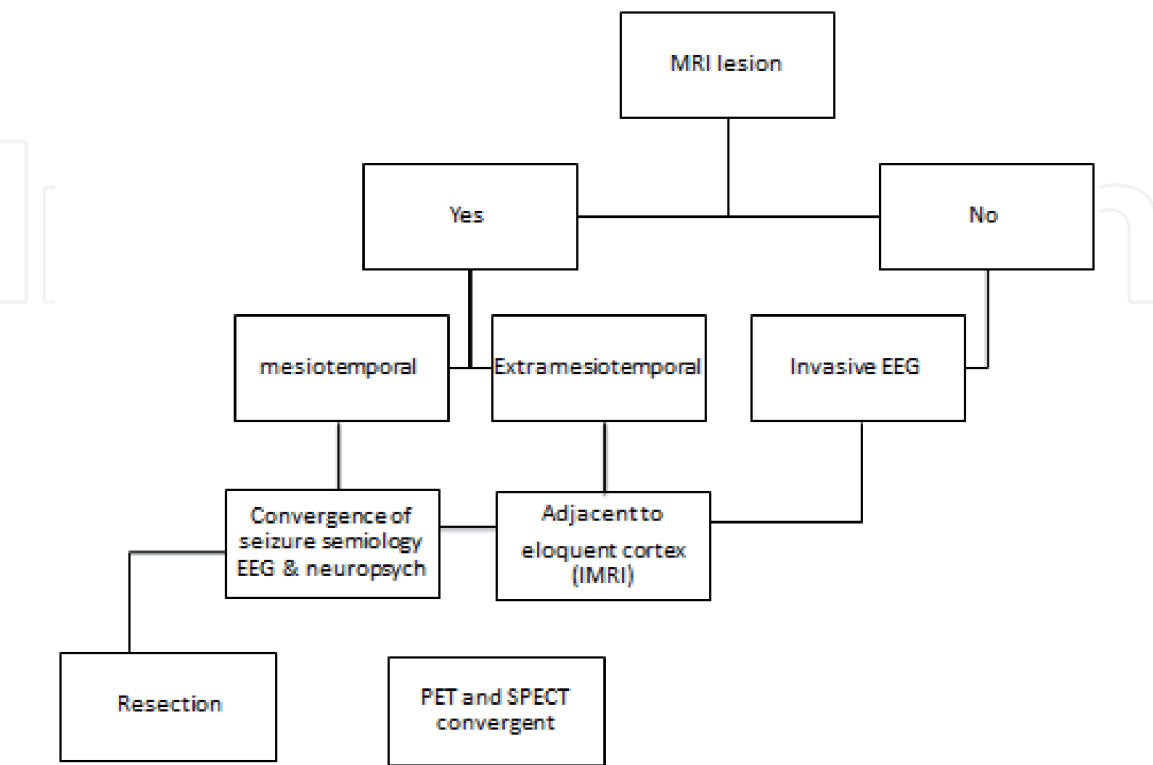 MRI lesion
Yes
No
mesiotemporal
Extramesiotemporal
Invasive EEG
Convergence of
seizure semiology
EEG & neuropsych
Adjacent to
eloquent cortex
(IMRI)
Resection
PET and SPECT
convergent